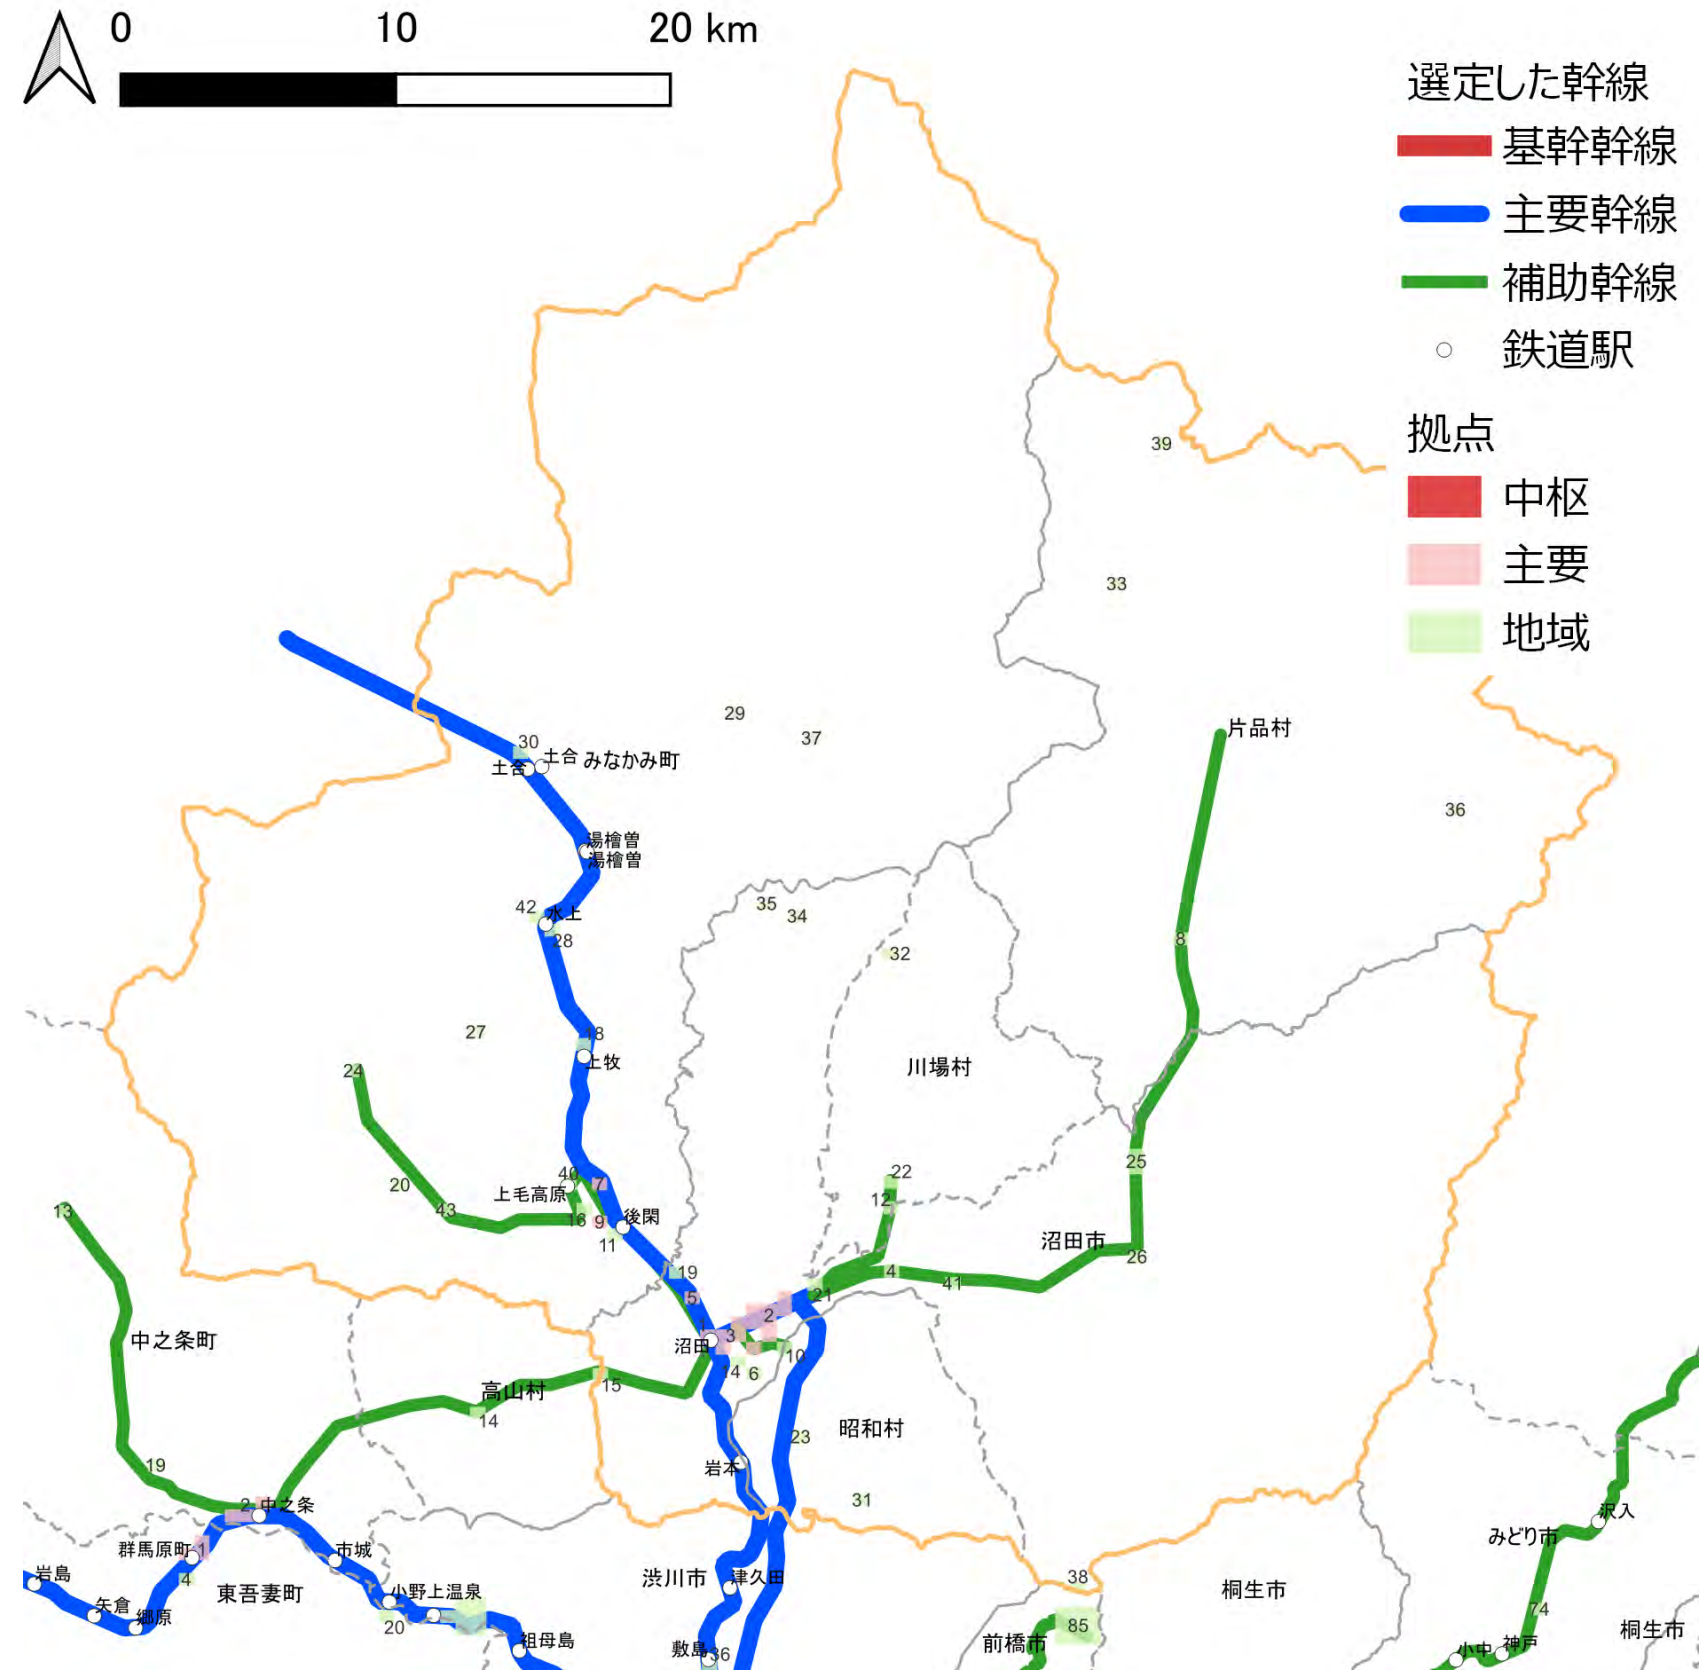 0 10 20 km
選定した幹線
基幹幹線
主要幹線
補助幹線
鉄道駅
拠点
中枢
主要
地域
39
33
29
37
片品村
30
土合
土合
みなかみ町
36
湯檜曽
湯檜曽
42
水上
28
35
34
32
8
27
18
上牧
川場村
24
20
43
40
上毛高原
7
16
9
後閑
11
22
12
25
沼田市
26
13
19
5
1
4
41
21
2
3
沼田
10
14
6
中之条町
高山村
15
14
昭和村
23
岩本
31
19
2
中之条
群馬原町
1
4
市城
岩島
矢倉
郷原
東吾妻町
小野上温泉
20
祖母島
渋川市
津久田
敷島
36
38
85
前橋市
桐生市
みどり市
沢入
74
小中
神戸
桐生市